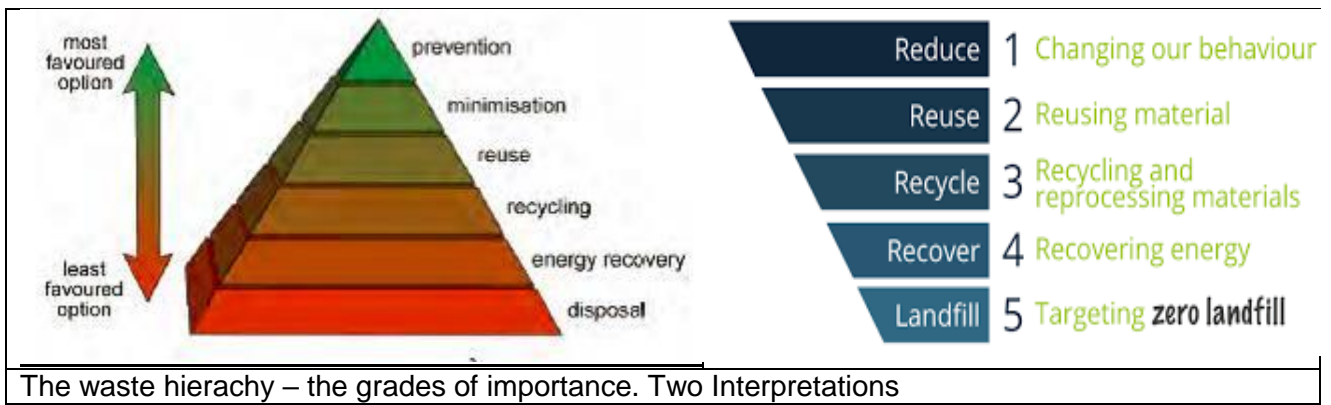 most
favoured
option
prevention
minimisation
reuse
recycling
energy recovery
least
favoured
option
disposal
Reduce 1 Changing our behaviour
Reuse 2 Reusing material
Recycle 3 Recycling and
reprocessing materials
Recover 4 Recovering energy
Landfill 5 Targeting zero landfill
The waste hierachy – the grades of importance. Two Interpretations